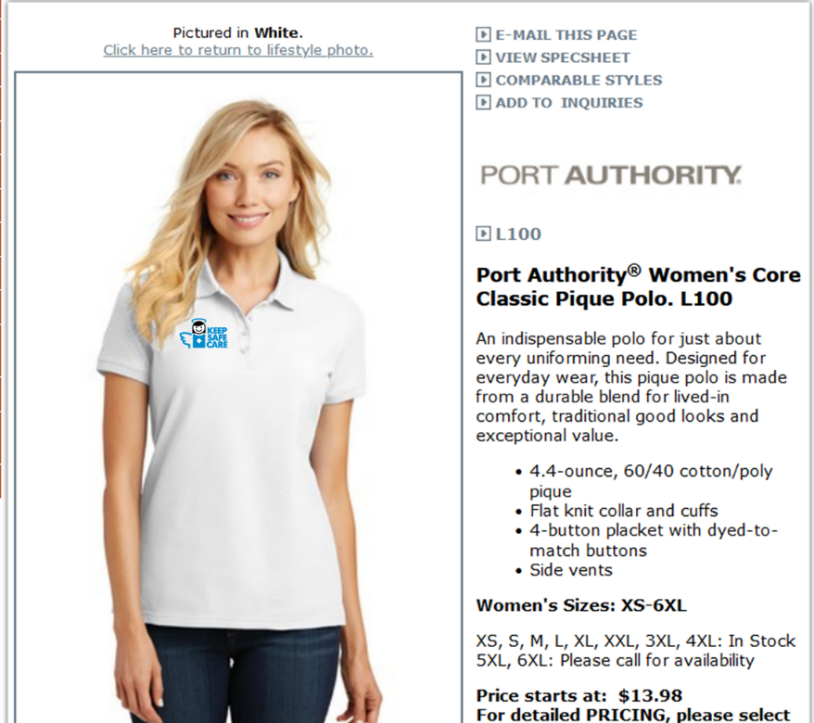 Pictured in White.
Click here to return to lifestyle photo.
KEEP
SAFE
CARE
E-MAIL THIS PAGE
VIEW SPECSHEET
COMPARABLE STYLES
ADD TO INQUIRIES
PORT AUTHORITY®
L100
Port Authority® Women's Core
Classic Pique Polo. L100
An indispensable polo for just about
every uniforming need. Designed for
everyday wear, this pique polo is made
from a durable blend for lived-in
comfort, traditional good looks and
exceptional value.
• 4.4-ounce, 60/40 cotton/poly
pique
• Flat knit collar and cuffs
• 4-button placket with dyed-to-
match buttons
• Side vents
Women's Sizes: XS-6XL
XS, S, M, L, XL, XXL, 3XL, 4XL: In Stock
5XL, 6XL: Please call for availability
Price starts at: $13.98
For detailed PRICING, please select